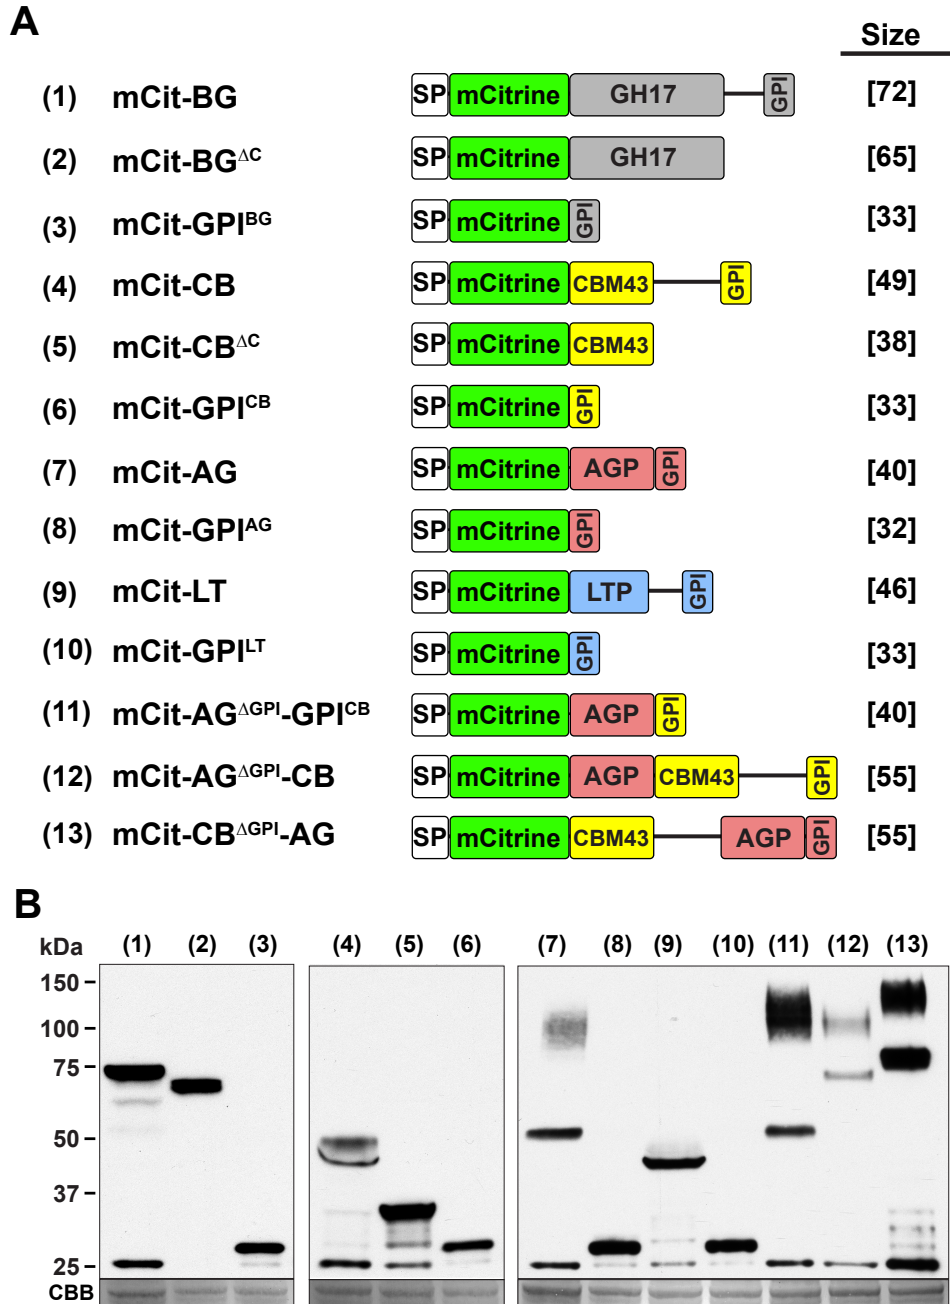 A
Size
(1) mCit-BG SP mCitrine GH17 GPI [72]
(2) mCit-BG^ΔC SP mCitrine GH17 [65]
(3) mCit-GPI^BG SP mCitrine GPI [33]
(4) mCit-CB SP mCitrine CBM43 GPI [49]
(5) mCit-CB^ΔC SP mCitrine CBM43 [38]
(6) mCit-GPI^CB SP mCitrine GPI [33]
(7) mCit-AG SP mCitrine AGP GPI [40]
(8) mCit-GPI^AG SP mCitrine GPI [32]
(9) mCit-LT SP mCitrine LTP GPI [46]
(10) mCit-GPI^LT SP mCitrine GPI [33]
(11) mCit-AG^ΔGPI-GPI^CB SP mCitrine AGP GPI [40]
(12) mCit-AG^ΔGPI-CB SP mCitrine AGP CBM43 GPI [55]
(13) mCit-CB^ΔGPI-AG SP mCitrine CBM43 AGP GPI [55]
B
kDa (1) (2) (3) (4) (5) (6) (7) (8) (9) (10) (11) (12) (13)
150
100
75
50
37
25
CBB